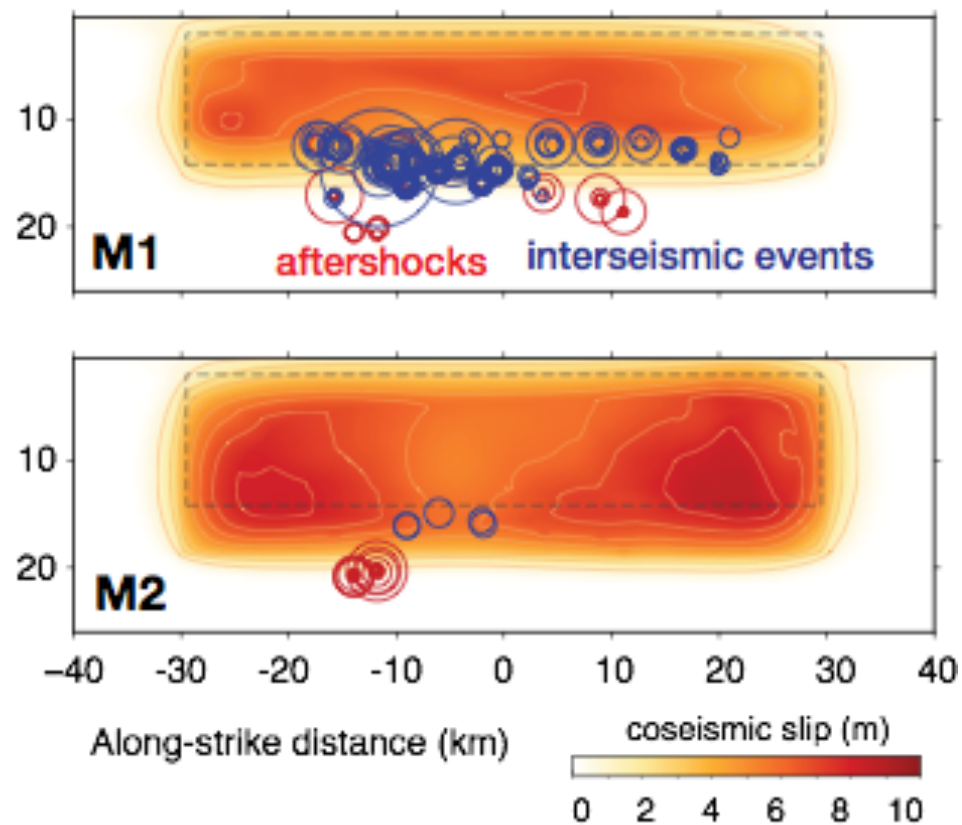 10
20
M1
aftershocks
interseismic events
10
20
M2
−40 -30 -20 -10 0 10 20 30 40
Along-strike distance (km)
coseismic slip (m)
0 2 4 6 8 10